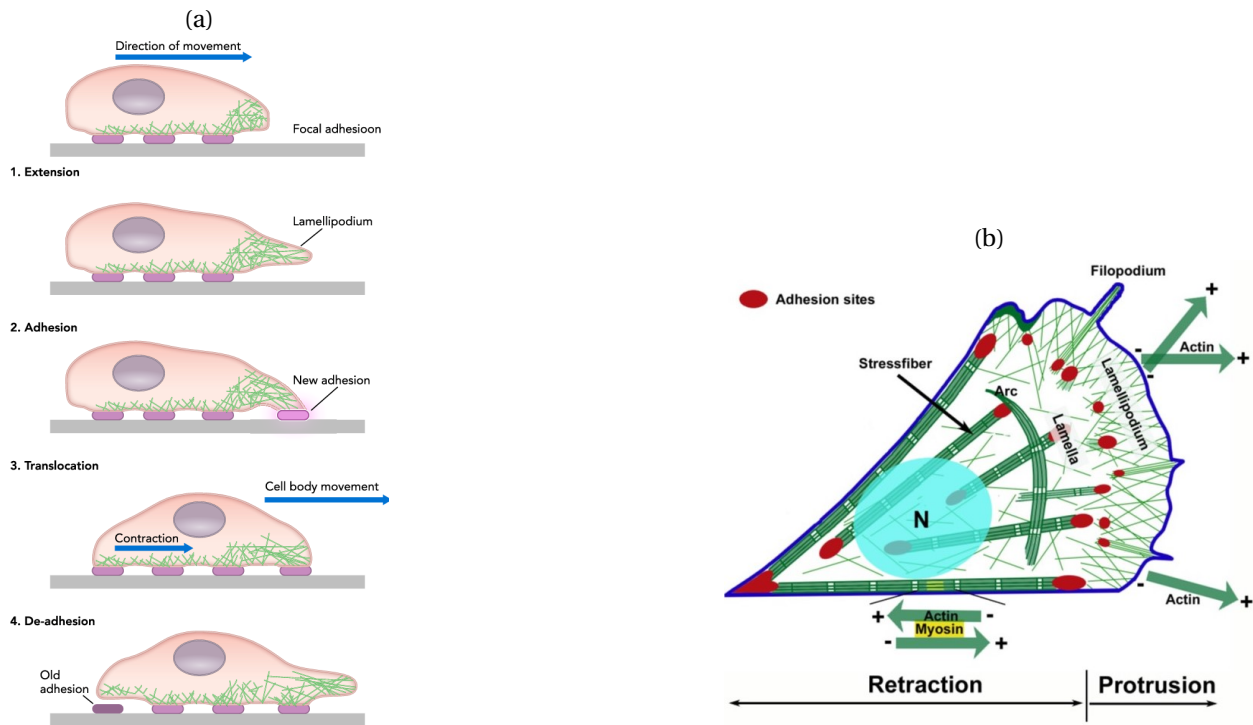 (a)
Direction of movement
Focal adhesioon
1. Extension
Lamellipodium
2. Adhesion
New adhesion
3. Translocation
Cell body movement
Contraction
4. De-adhesion
Old
adhesion
(b)
Filopodium
+
Adhesion sites
-
Actin
+
-
Stressfiber
Arc
Lamellipodium
Lamella
N
-
Actin
+
+
Actin
-
-
Myosin
+
Retraction
Protrusion